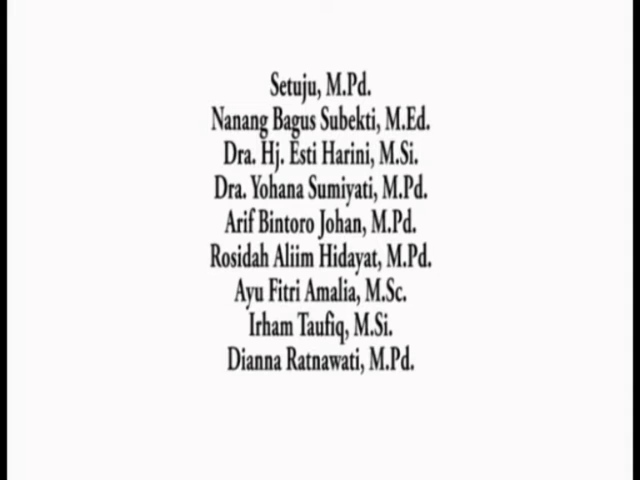 Setuju, M.Pd.
Nanang Bagus Subekti, M.Ed.
Dra. Hj. Esti Harini, M.Si.
Dra. Yohana Sumiyati, M.Pd.
Arif Bintoro Johan, M.Pd.
Rosidah Aliim Hidayat, M.Pd.
Ayu Fitri Amalia, M.Sc.
Irham Taufiq, M.Si.
Dianna Ratnawati, M.Pd.